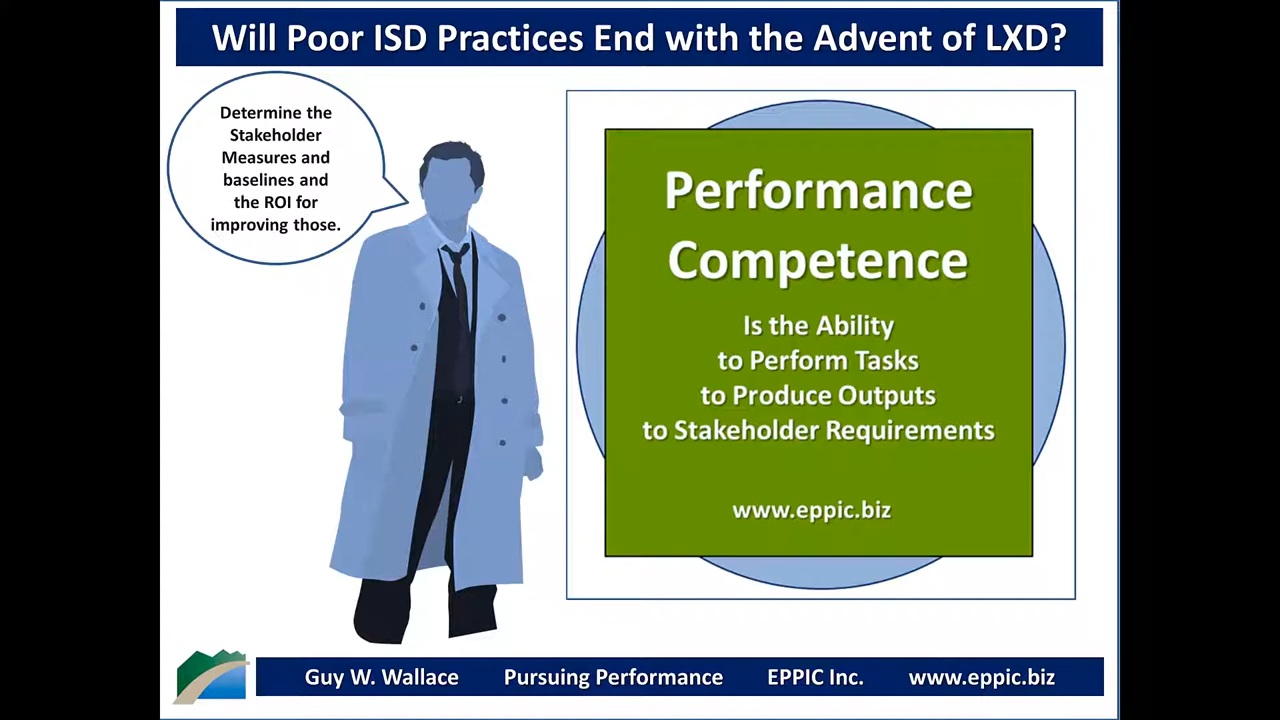 Will Poor ISD Practices End with the Advent of LXD?
Determine the
Stakeholder
Measures and
baselines and
the ROI for
improving those.
Performance
Competence
Is the Ability
to Perform Tasks
to Produce Outputs
to Stakeholder Requirements
www.eppic.biz
Guy W. Wallace Pursuing Performance EPPIC Inc. www.eppic.biz